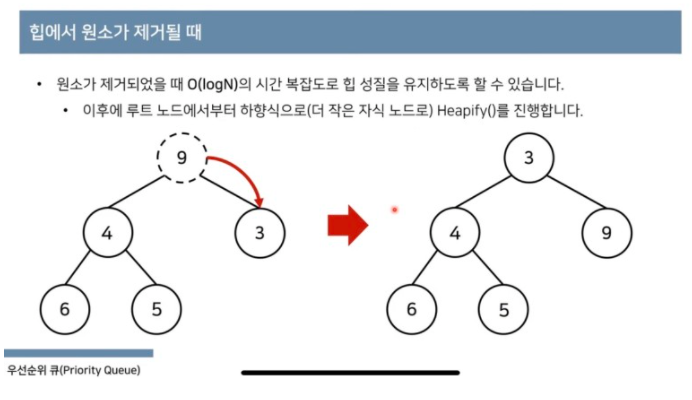 힙에서 원소가 제거될 때
• 원소가 제거되었을 때 O(logN)의 시간 복잡도로 힙 성질을 유지하도록 할 수 있습니다.
• 이후에 루트 노드에서부터 하향식으로(더 작은 자식 노드로) Heapify()를 진행합니다.
9 3
4 3 4 9
6 5 6 5
우선순위 큐(Priority Queue)